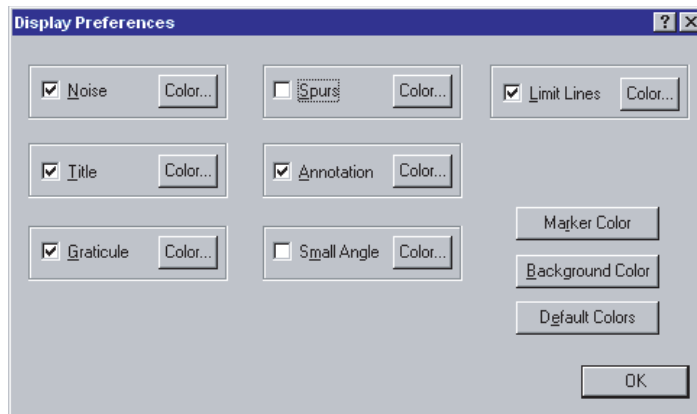 Display Preferences
Noise Color... Spurs Color... Limit Lines Color...
Title Color... Annotation Color...
Graticule Color... Small Angle Color...
Marker Color
Background Color
Default Colors
OK